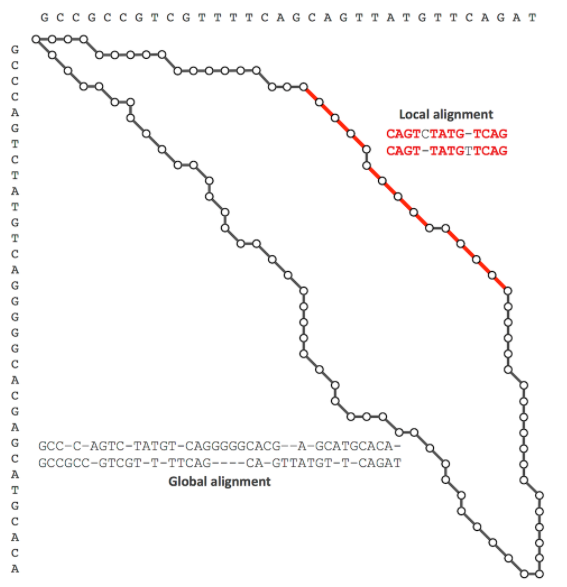 G C C G C C G T C G T T T T C A G C A G T T A T G T T C A G A T
G
C
C
C
A
G
T
C
T
A
T
G
T
C
A
G
G
G
G
G
C
A
C
G
A
G
C
A
T
G
C
A
C
A
Local alignment
CAGTCTATG-TCAG
CAGT-TATGTTCAG
GCC-C-AGTC-TATGT-CAGGGGGCACG--A-GCATGCACA-
GCCGCC-GTCGT-T-TTCAG----CA-GTTATGT-T-CAGAT
Global alignment